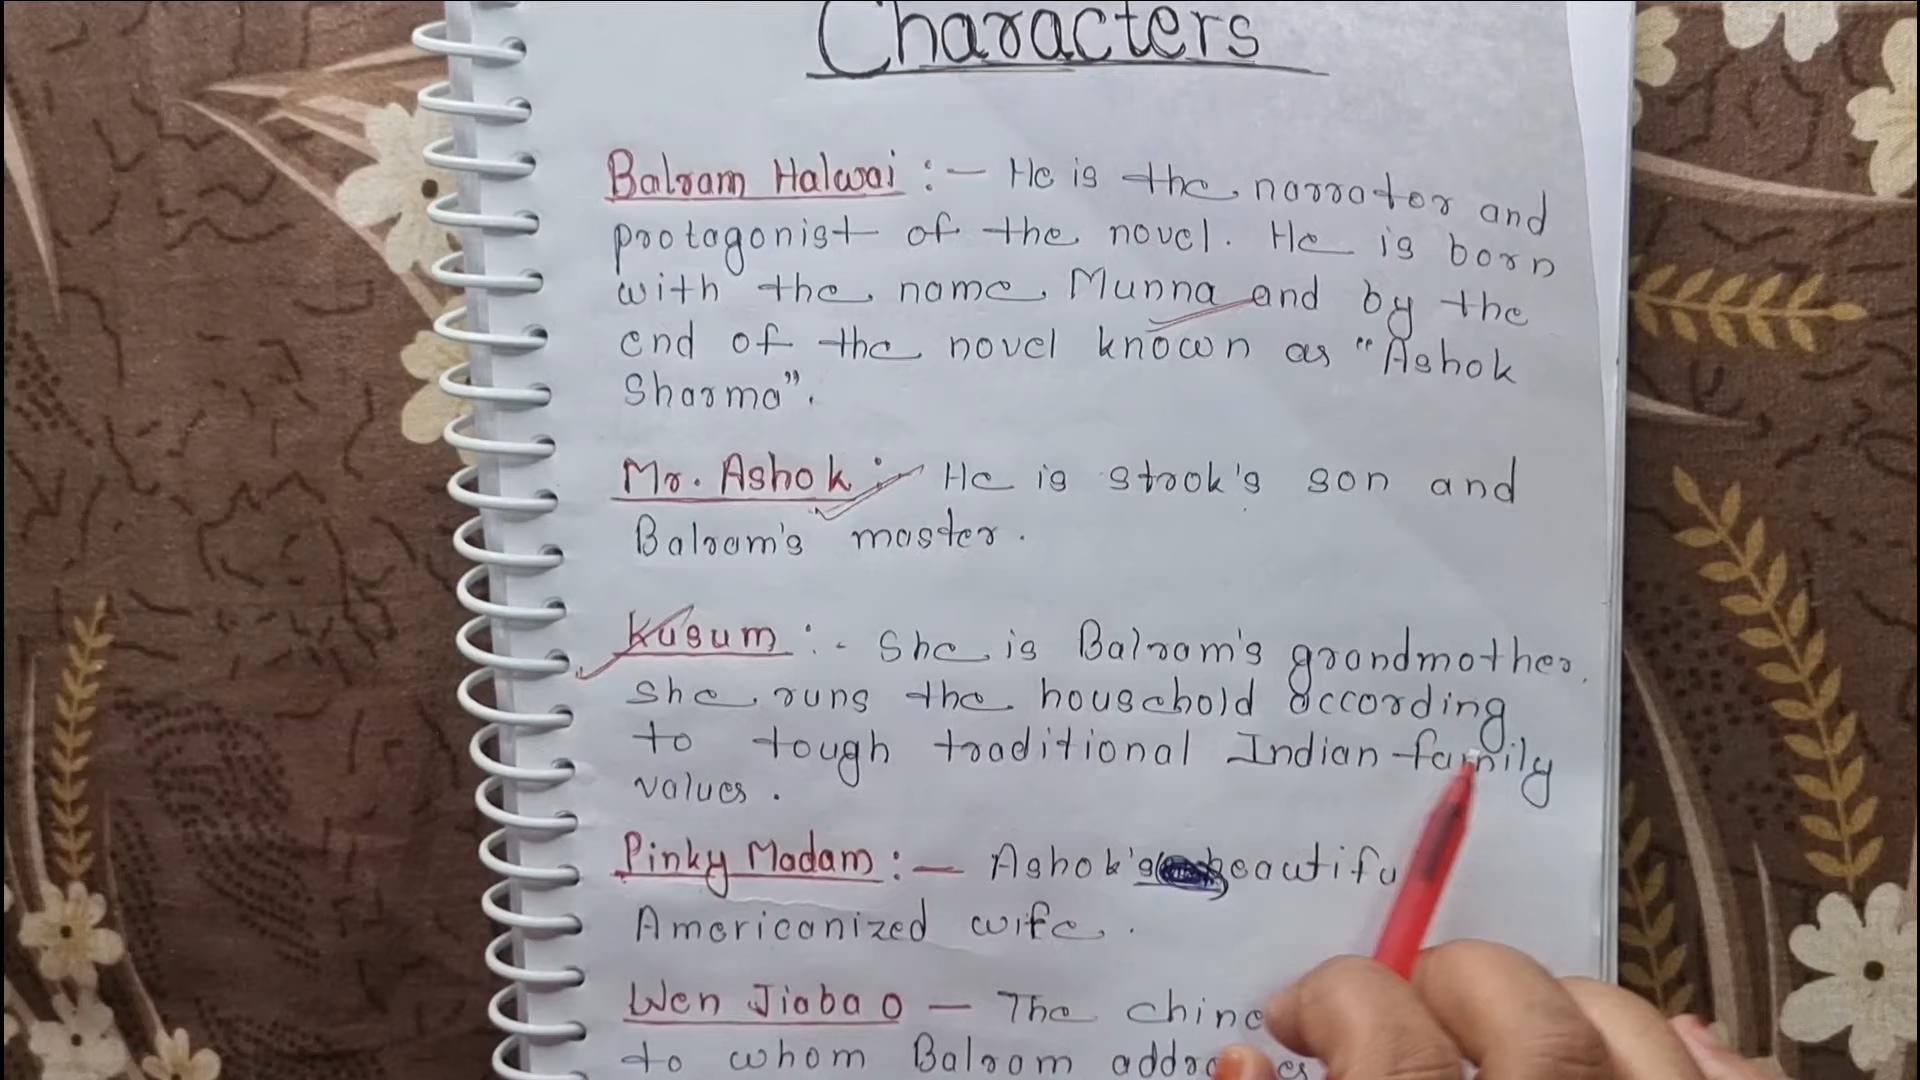 Characters
Balram Halwai :- He is the narrator and
protagonist of the novel. He is born
with the name Munna and by the
end of the novel known as "Ashok
Sharma".
Mr. Ashok :- He is strok's son and
Balram's master.
Kusum :- She is Balram's grandmother.
She runs the household according
to tough traditional Indian family
values.
Pinky Madam :- Ashok's beautifu
Americanized wife.
Wen Jiabao - The chine
to whom Balram